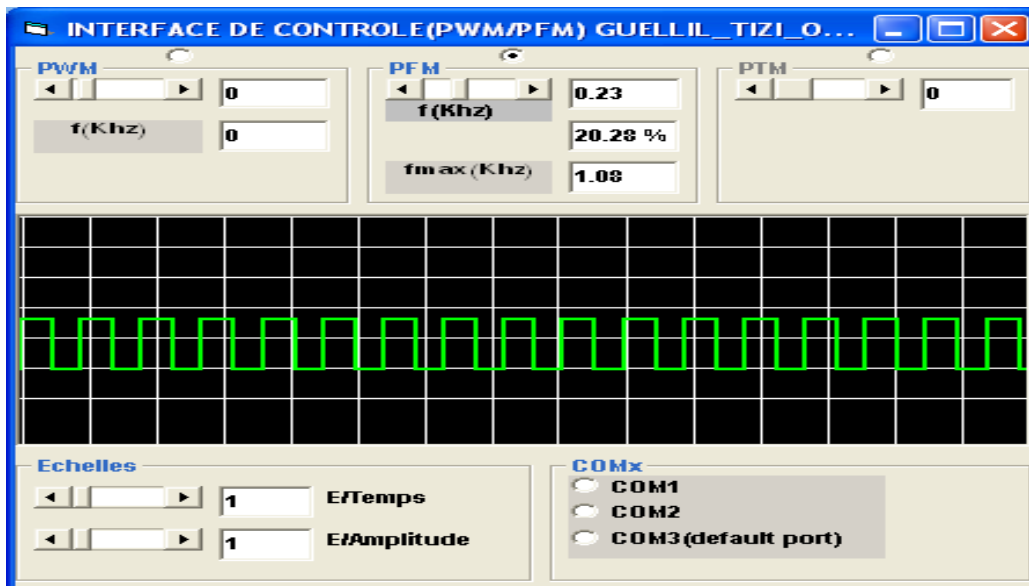 INTERFACE DE CONTROLE(PWM/PFM) GUELLIL_TIZI_O...
PWM
0
f(Khz)
0
PFM
0.23
f(Khz)
20.28 %
fmax(Khz)
1.08
PTM
0
Echelles
1
E/Temps
1
E/Amplitude
COMx
COM1
COM2
COM3(default port)